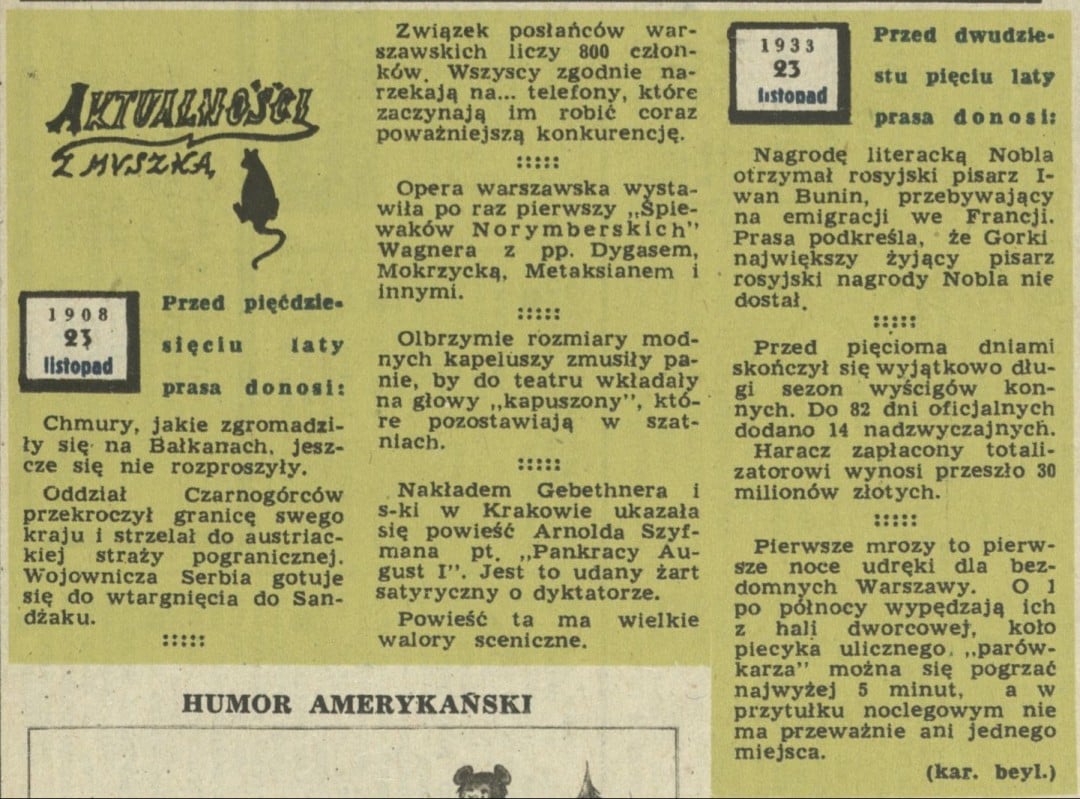 AKTUALNOŚCI
Z MYSZKĄ
1908
23
listopad
Przed pięćdzie-
sięciu laty
prasa donosi:
Chmury, jakie zgromadzi-
ły się na Bałkanach, jesz-
cze się nie rozproszyły.
Oddział Czarnogórców
przekroczył granicę swego
kraju i strzelał do austriac-
kiej straży pogranicznej.
Wojownicza Serbia gotuje
się do wtargnięcia do San-
dżaku.
:::::
Związek posłańców war-
szawskich liczy 800 człon-
ków. Wszyscy zgodnie na-
rzekają na... telefony, które
zaczynają im robić coraz
poważniejszą konkurencję.
:::::
Opera warszawska wysta-
wiła po raz pierwszy „Śpie-
waków Norymberskich”
Wagnera z pp. Dygasem,
Mokrzycką, Metaksianem i
innymi.
:::::
Olbrzymie rozmiary mod-
nych kapeluszy zmusiły pa-
nie, by do teatru wkładały
na głowy „kapuszony”, któ-
re pozostawiają w szat-
niach.
:::::
Nakładem Gebethnera i
s-ki w Krakowie ukazała
się powieść Arnolda Szyf-
mana pt. „Pankracy Au-
gust I”. Jest to udany żart
satyryczny o dyktatorze.
Powieść ta ma wielkie
walory sceniczne.
1933
23
listopad
Przed dwudzie-
stu pięciu laty
prasa donosi:
Nagrodę literacką Nobla
otrzymał rosyjski pisarz I-
wan Bunin, przebywający
na emigracji we Francji.
Prasa podkreśla, że Gorki
największy żyjący pisarz
rosyjski nagrody Nobla nie
dostał.
:::::
Przed pięcioma dniami
skończył się wyjątkowo dłu-
gi sezon wyścigów kon-
nych. Do 82 dni oficjalnych
dodano 14 nadzwyczajnych.
Haracz zapłacony totali-
zatorowi wynosi przeszło 30
milionów złotych.
:::::
Pierwsze mrozy to pierw-
sze noce udręki dla bez-
domnych Warszawy. O 1
po północy wypędzają ich
z hali dworcowej, koło
piecyka ulicznego „parów-
karza” można się pogrzać
najwyżej 5 minut, a w
przytułku noclegowym nie
ma przeważnie ani jednego
miejsca.
(kar. beyl.)
HUMOR AMERYKAŃSKI